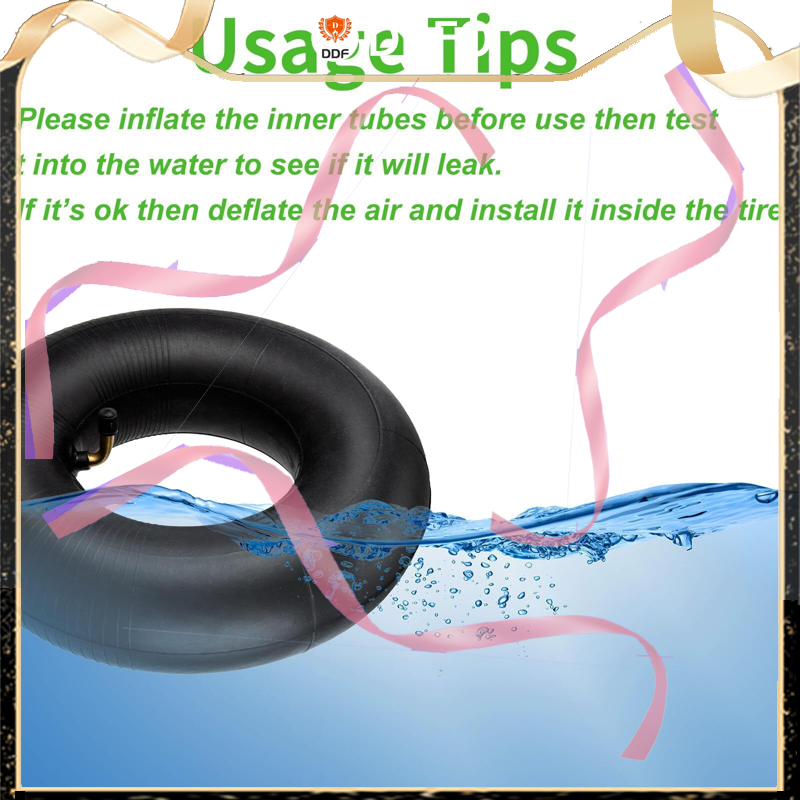 Usage Tips
DDF
Please inflate the inner tubes before use then test
t into the water to see if it will leak.
If it's ok then deflate the air and install it inside the tire